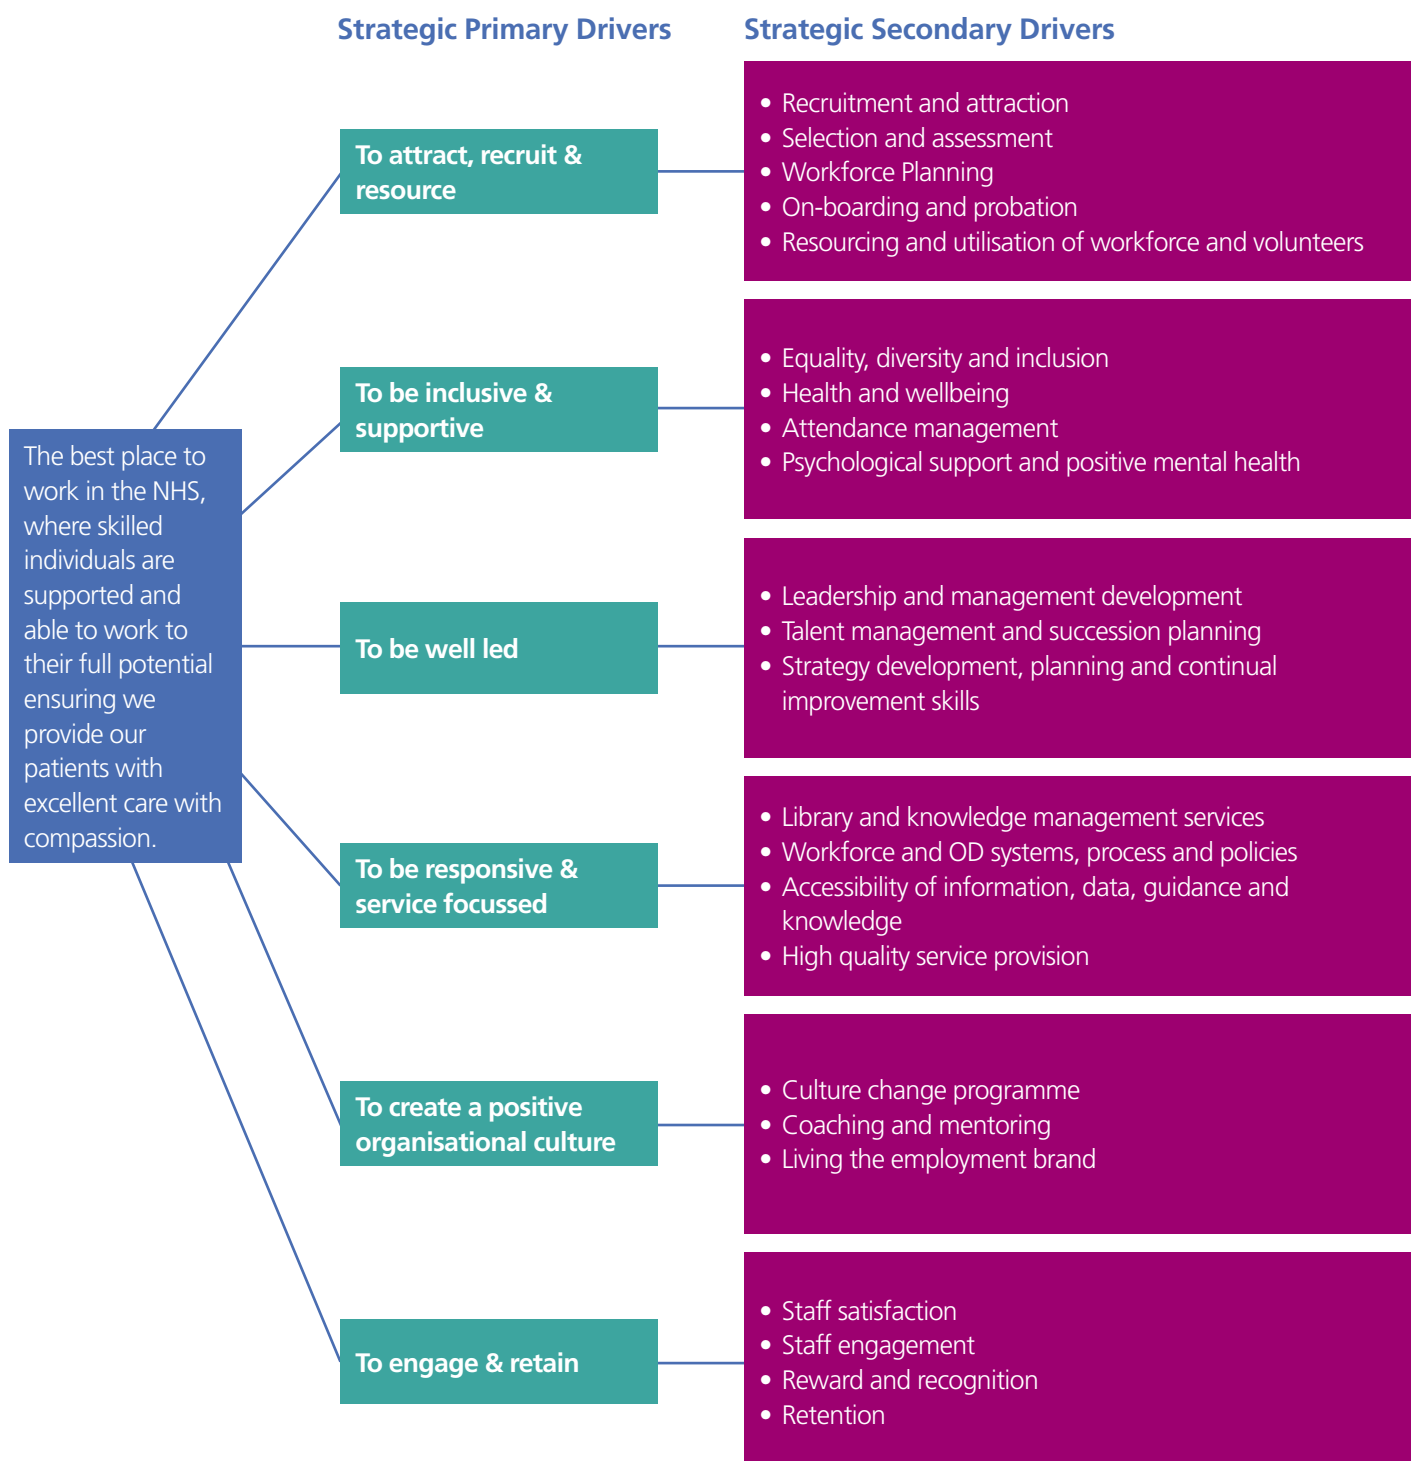 Strategic Primary Drivers
Strategic Secondary Drivers
The best place to
work in the NHS,
where skilled
individuals are
supported and
able to work to
their full potential
ensuring we
provide our
patients with
excellent care with
compassion.
To attract, recruit &
resource
• Recruitment and attraction
• Selection and assessment
• Workforce Planning
• On-boarding and probation
• Resourcing and utilisation of workforce and volunteers
To be inclusive &
supportive
• Equality, diversity and inclusion
• Health and wellbeing
• Attendance management
• Psychological support and positive mental health
To be well led
• Leadership and management development
• Talent management and succession planning
• Strategy development, planning and continual
improvement skills
To be responsive &
service focussed
• Library and knowledge management services
• Workforce and OD systems, process and policies
• Accessibility of information, data, guidance and
knowledge
• High quality service provision
To create a positive
organisational culture
• Culture change programme
• Coaching and mentoring
• Living the employment brand
To engage & retain
• Staff satisfaction
• Staff engagement
• Reward and recognition
• Retention